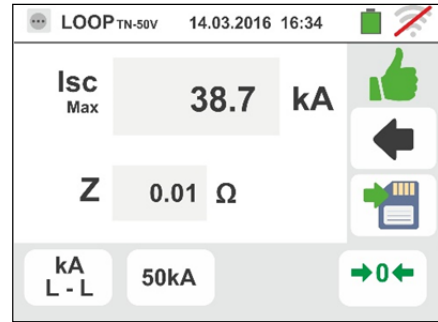 LOOP TN-50V 14.03.2016 16:34
Isc Max 38.7 kA
Z 0.01 Ω
kA L - L
50kA
0